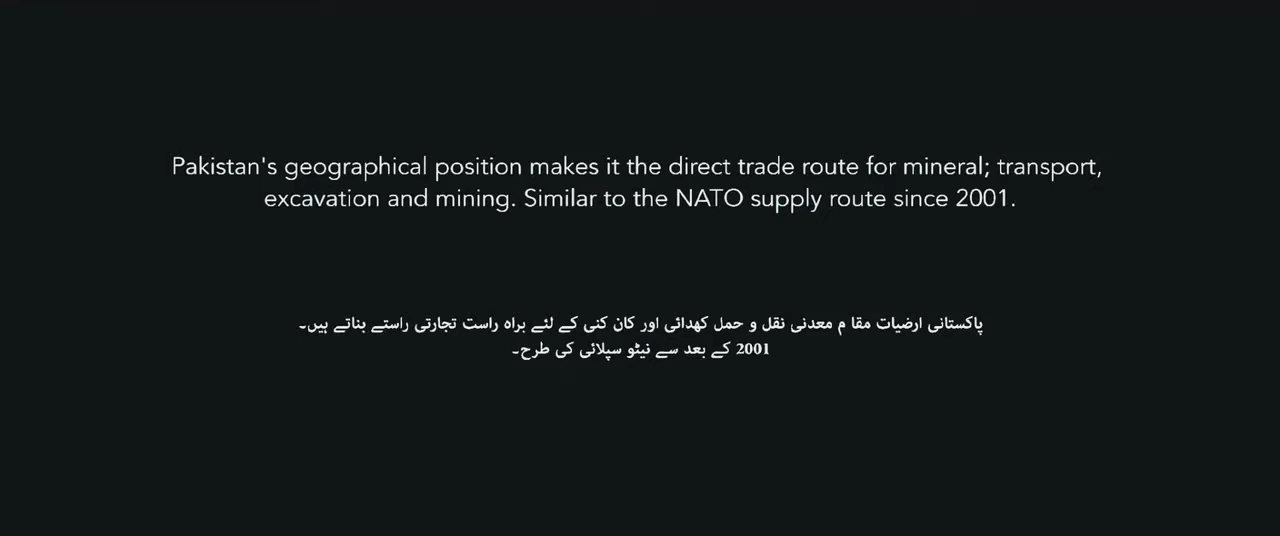 Pakistan's geographical position makes it the direct trade route for mineral; transport,
excavation and mining. Similar to the NATO supply route since 2001.
پاکستانی ارضیات مقا م معدنی نقل و حمل کھدائی اور کان کنی کے لئے براہ راست تجارتی راستے بناتے ہیں۔
2001 کے بعد سے نیٹو سپلائی کی طرح۔